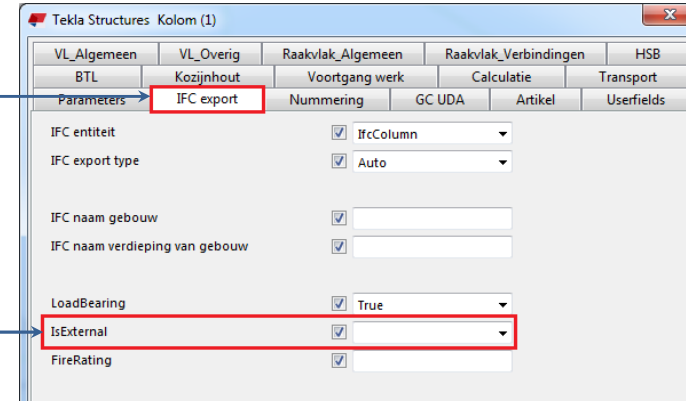 Tekla Structures Kolom (1)
VL_Algemeen VL_Overig Raakvlak_Algemeen Raakvlak_Verbindingen HSB
BTL Kozijnhout Voortgang werk Calculatie Transport
Parameters IFC export Nummering GC UDA Artikel Userfields
IFC entiteit IfcColumn
IFC export type Auto
IFC naam gebouw
IFC naam verdieping van gebouw
LoadBearing True
IsExternal
FireRating